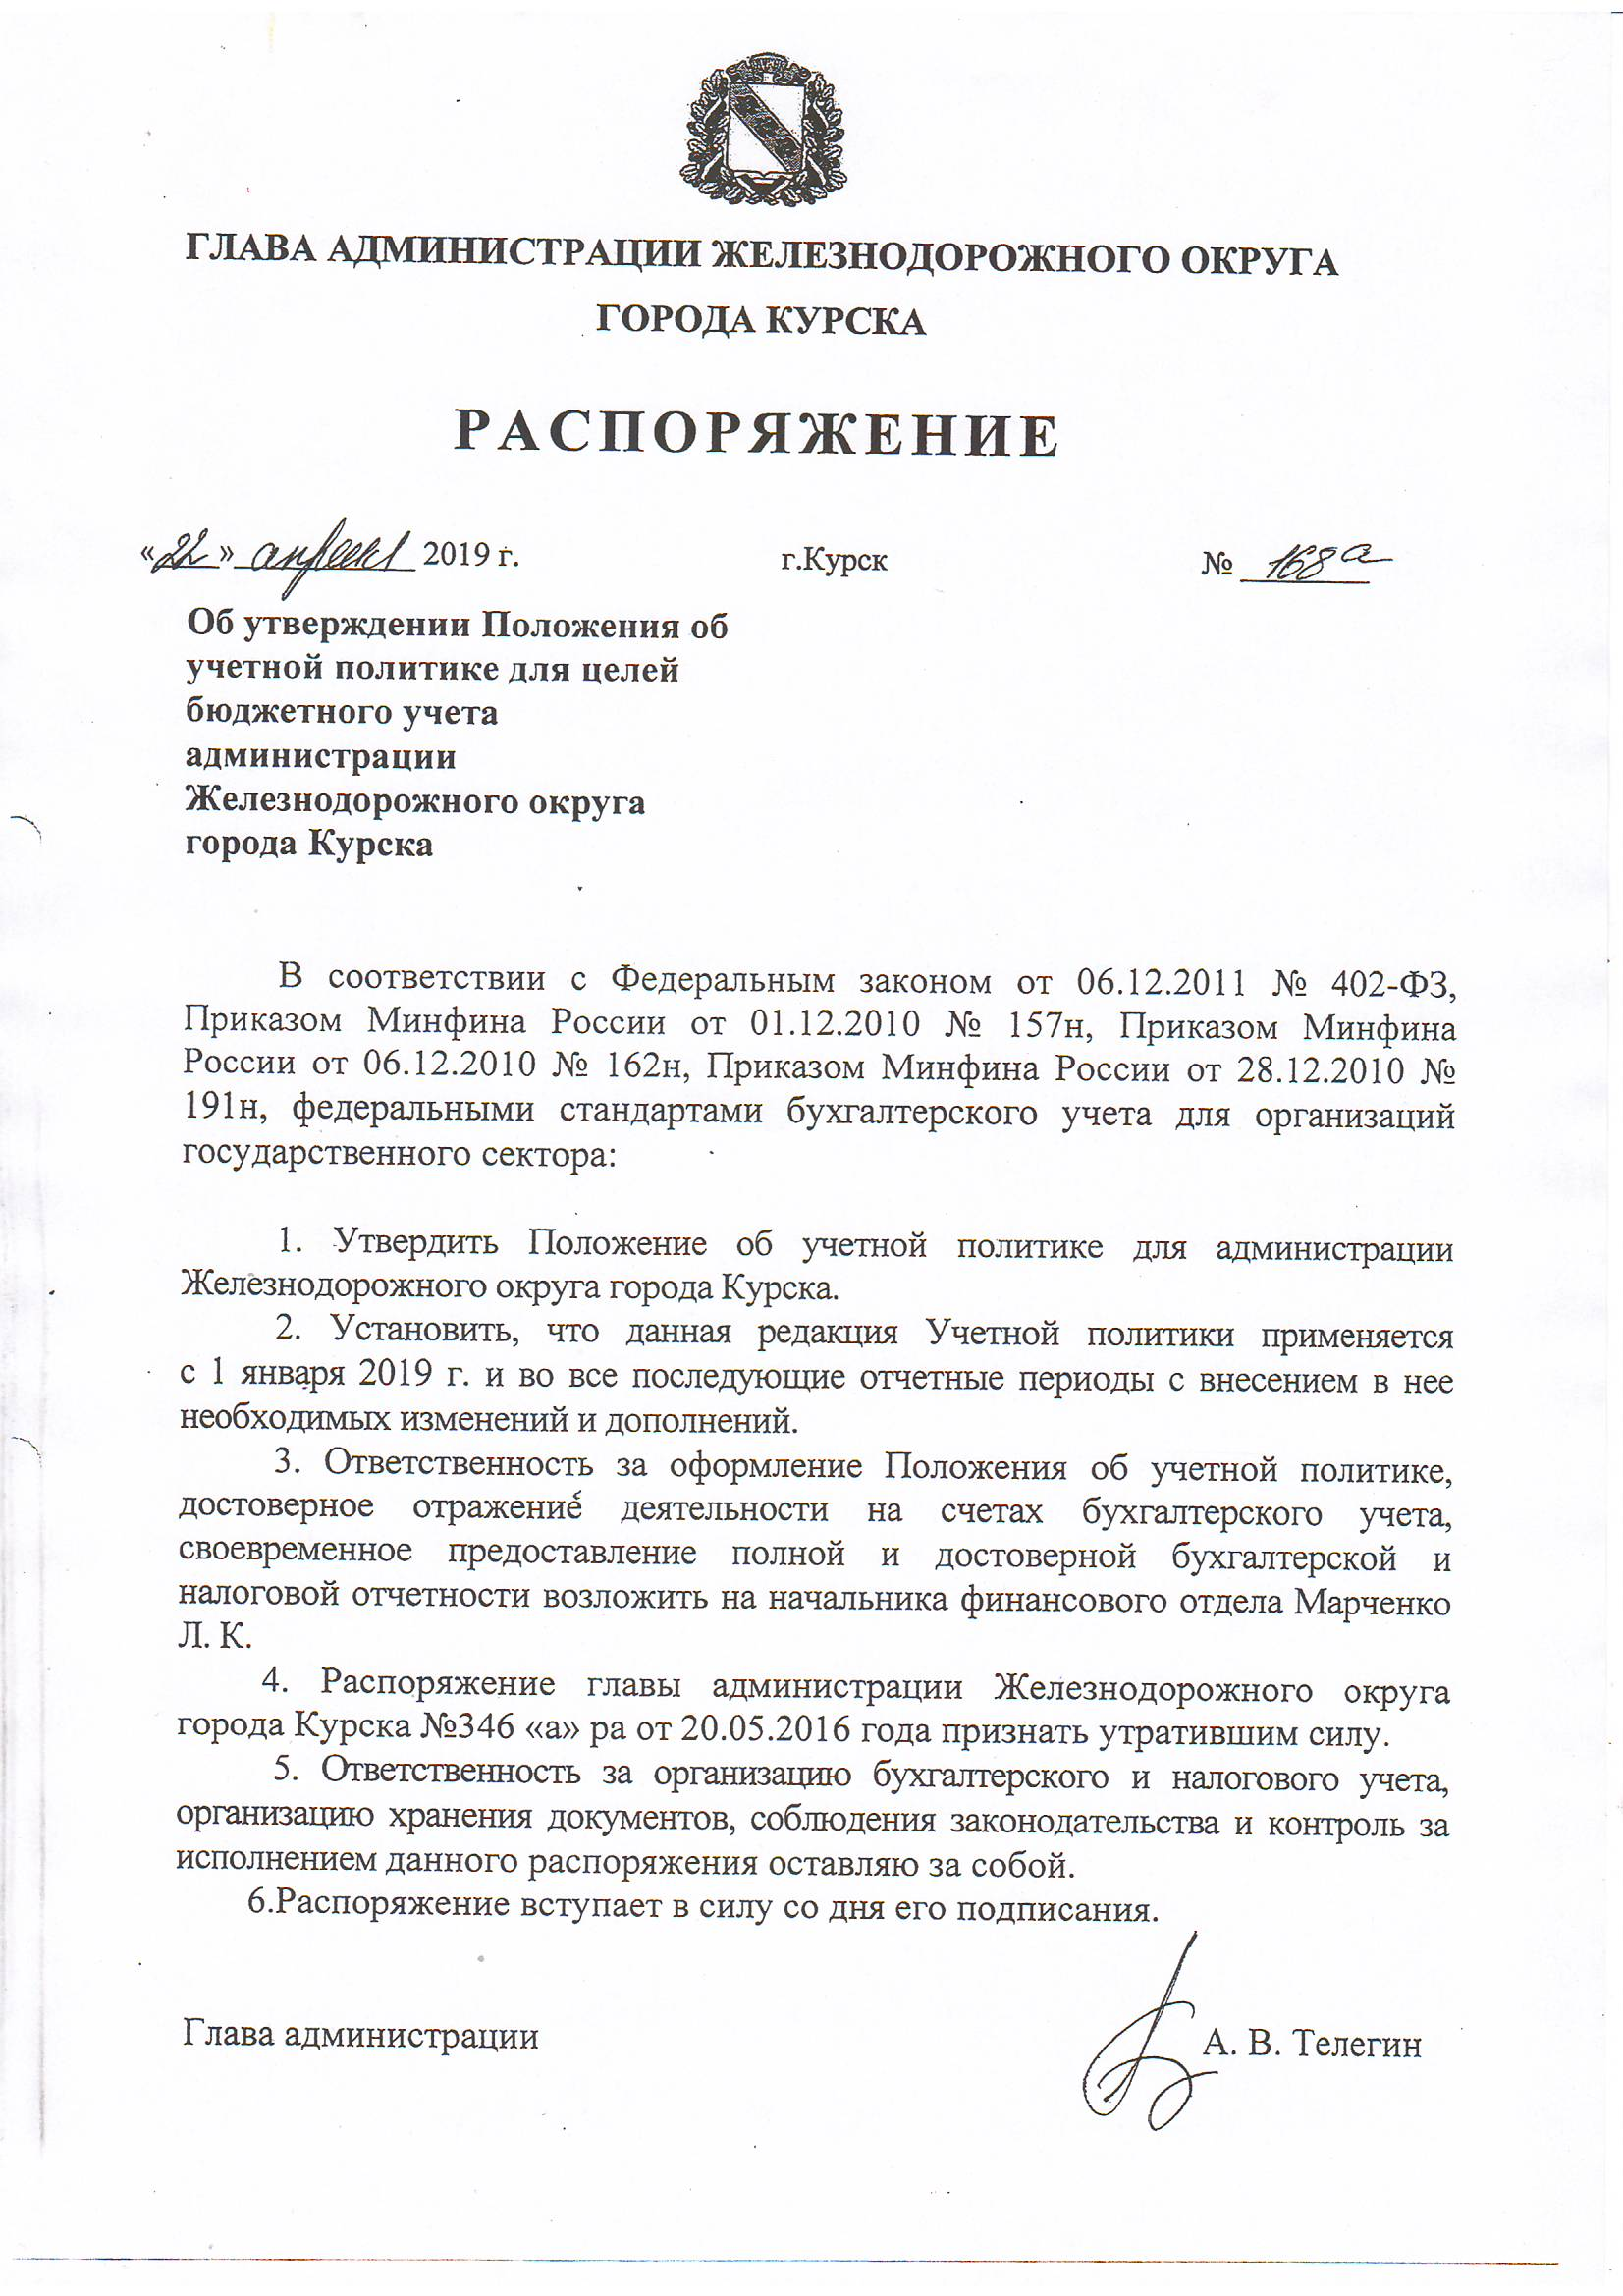 ГЛАВА АДМИНИСТРАЦИИ ЖЕЛЕЗНОДОРОЖНОГО ОКРУГА
ГОРОДА КУРСКА
РАСПОРЯЖЕНИЕ
«22» апреля 2019 г. г.Курск № 168а
Об утверждении Положения об
учетной политике для целей
бюджетного учета
администрации
Железнодорожного округа
города Курска
В соответствии с Федеральным законом от 06.12.2011 № 402-ФЗ,
Приказом Минфина России от 01.12.2010 № 157н, Приказом Минфина
России от 06.12.2010 № 162н, Приказом Минфина России от 28.12.2010 №
191н, федеральными стандартами бухгалтерского учета для организаций
государственного сектора:
1. Утвердить Положение об учетной политике для администрации
Железнодорожного округа города Курска.
2. Установить, что данная редакция Учетной политики применяется
с 1 января 2019 г. и во все последующие отчетные периоды с внесением в нее
необходимых изменений и дополнений.
3. Ответственность за оформление Положения об учетной политике,
достоверное отражение деятельности на счетах бухгалтерского учета,
своевременное предоставление полной и достоверной бухгалтерской и
налоговой отчетности возложить на начальника финансового отдела Марченко
Л. К.
4. Распоряжение главы администрации Железнодорожного округа
города Курска №346 «а» ра от 20.05.2016 года признать утратившим силу.
5. Ответственность за организацию бухгалтерского и налогового учета,
организацию хранения документов, соблюдения законодательства и контроль за
исполнением данного распоряжения оставляю за собой.
6.Распоряжение вступает в силу со дня его подписания.
Глава администрации А. В. Телегин